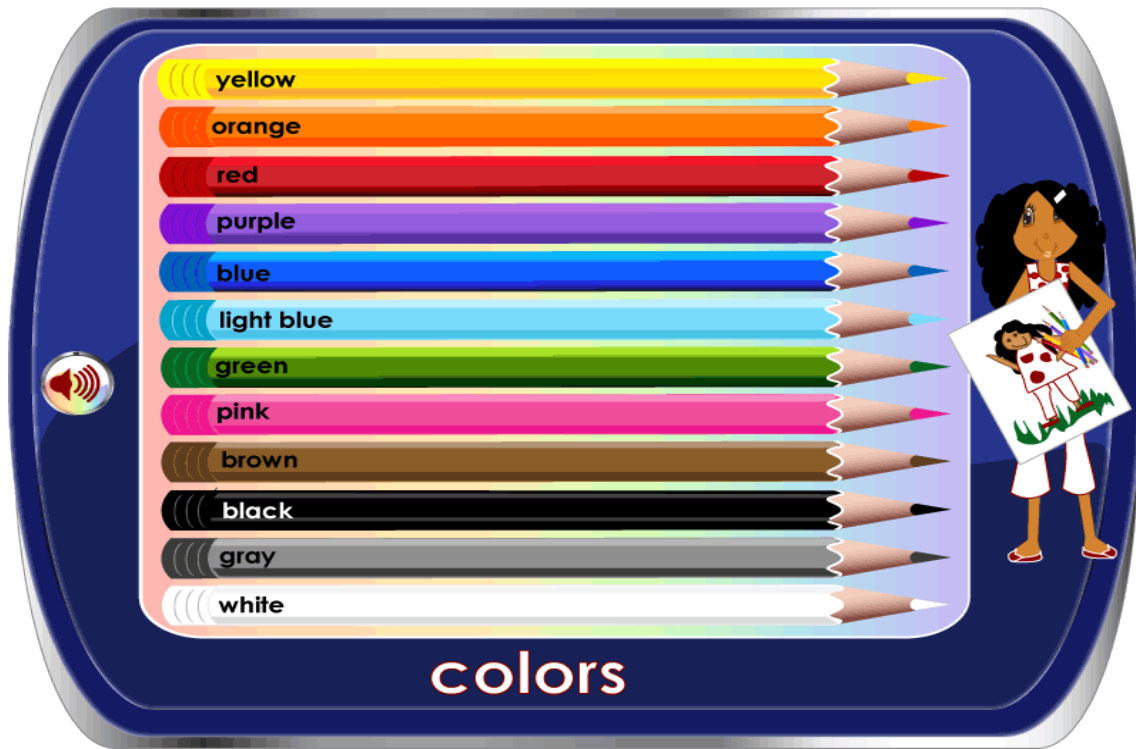 yellow
orange
red
purple
blue
light blue
green
pink
brown
black
gray
white
colors